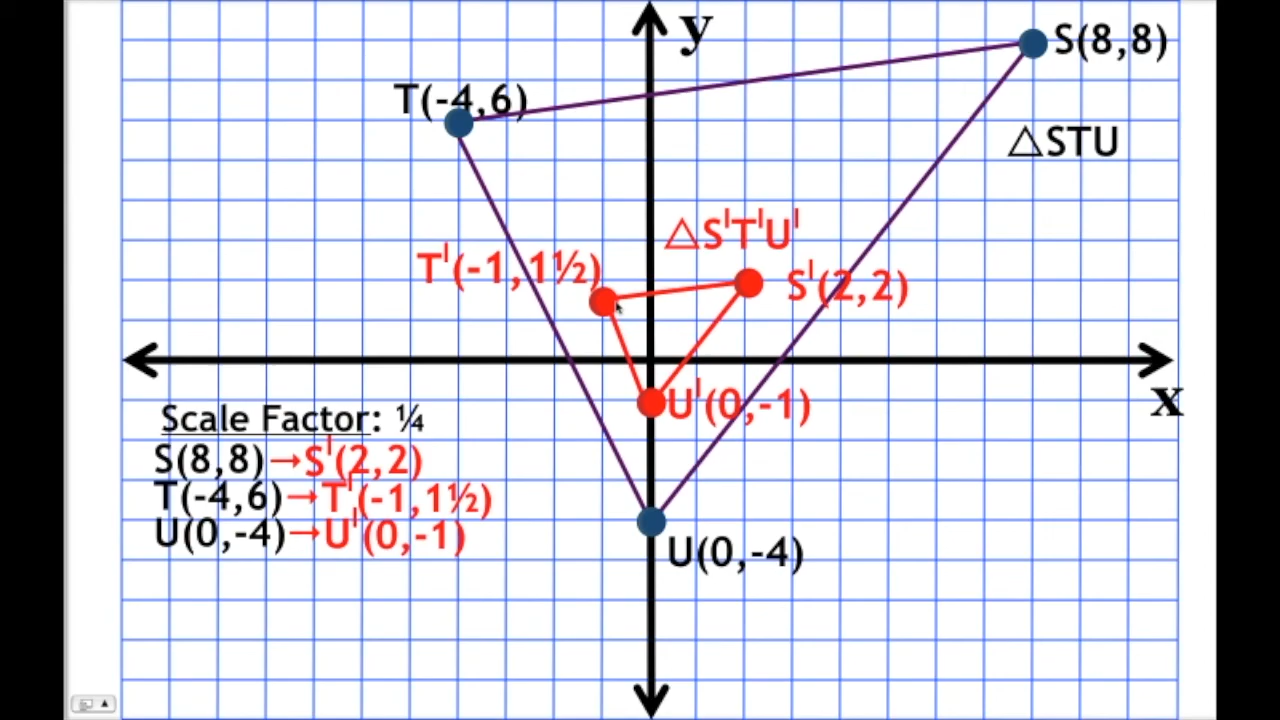 y
S(8,8)
T(-4,6)
△STU
△S'T'U'
T'(-1,1½)
S'(2,2)
x
U'(0,-1)
Scale Factor: ¼
S(8,8)→S'(2,2)
T(-4,6)→T'(-1,1½)
U(0,-4)→U'(0,-1)
U(0,-4)